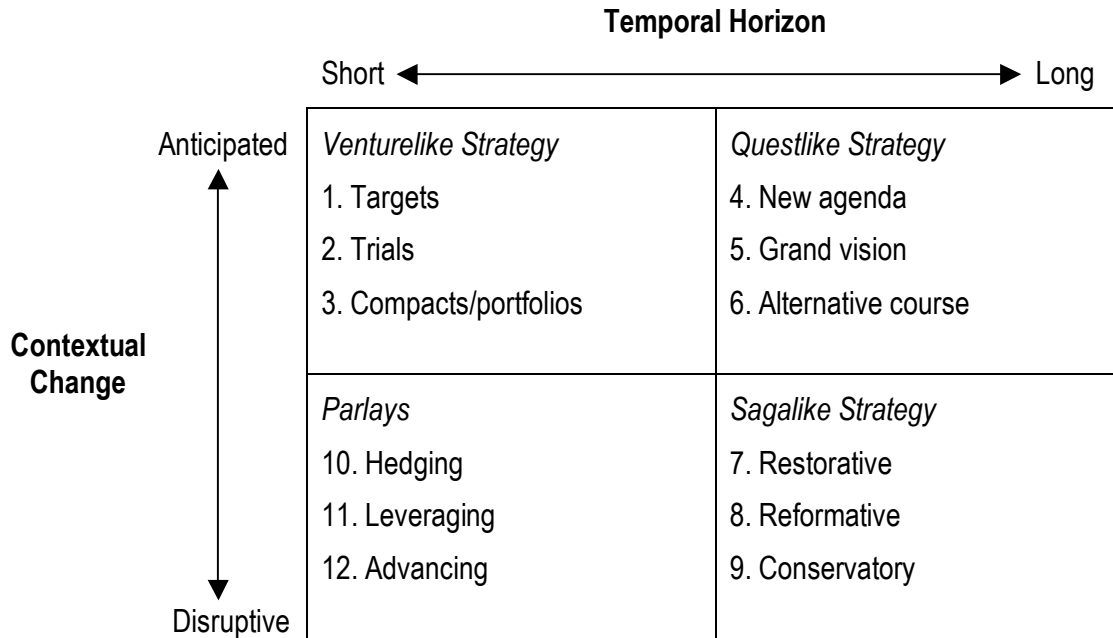 Temporal Horizon
Short Long
Anticipated
Venturelike Strategy
1. Targets
2. Trials
3. Compacts/portfolios
Questlike Strategy
4. New agenda
5. Grand vision
6. Alternative course
Contextual
Change
Parlays
10. Hedging
11. Leveraging
12. Advancing
Sagalike Strategy
7. Restorative
8. Reformative
9. Conservatory
Disruptive